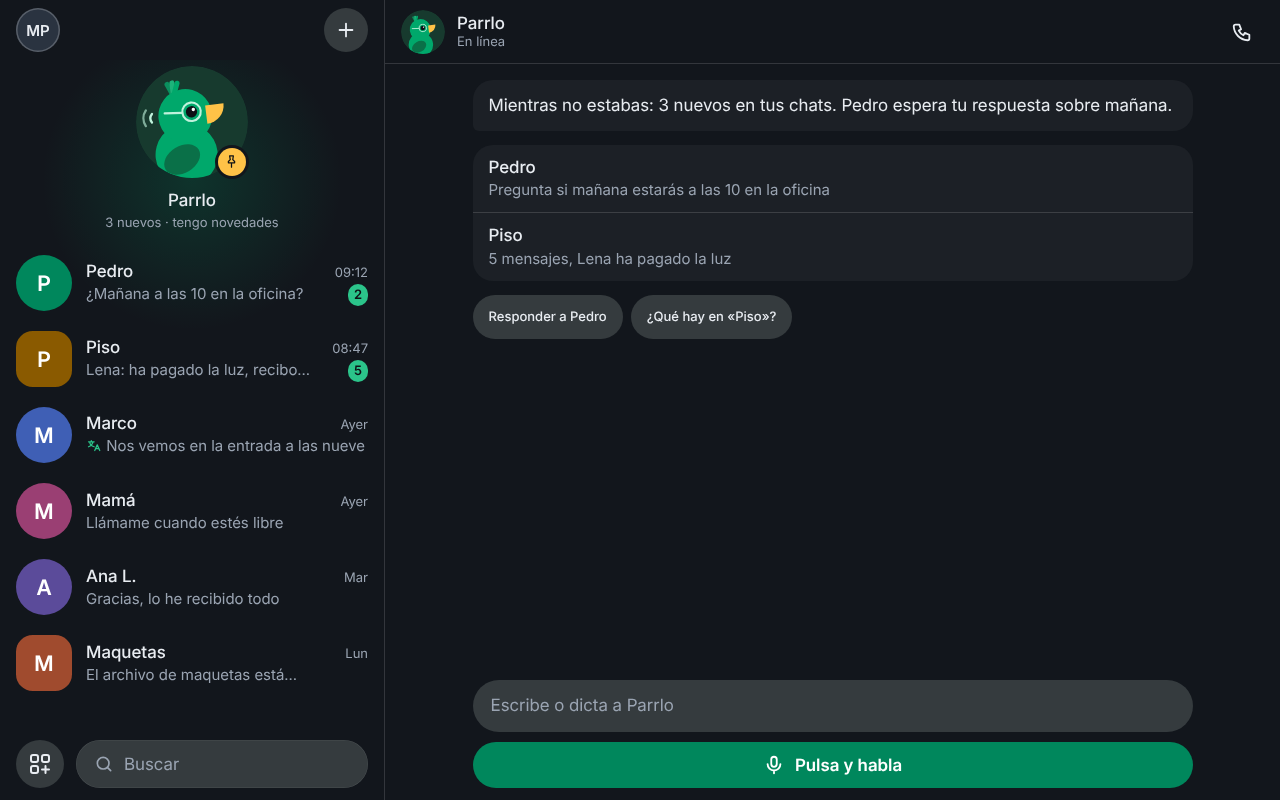 MP
Parrlo
3 nuevos · tengo novedades
P
Pedro
09:12
¿Mañana a las 10 en la oficina?
2
P
Piso
08:47
Lena: ha pagado la luz, recibo...
5
M
Marco
Ayer
Nos vemos en la entrada a las nueve
M
Mamá
Ayer
Llámame cuando estés libre
A
Ana L.
Mar
Gracias, lo he recibido todo
M
Maquetas
Lun
El archivo de maquetas está...
Buscar
Parrlo
En línea
Mientras no estabas: 3 nuevos en tus chats. Pedro espera tu respuesta sobre mañana.
Pedro
Pregunta si mañana estarás a las 10 en la oficina
Piso
5 mensajes, Lena ha pagado la luz
Responder a Pedro
¿Qué hay en «Piso»?
Escribe o dicta a Parrlo
Pulsa y habla